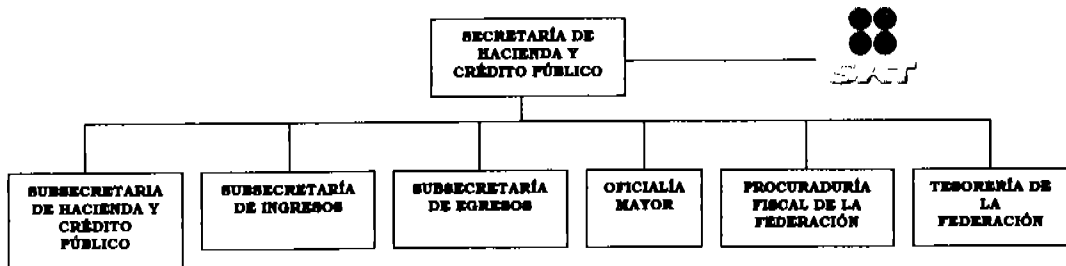 SECRETARÍA DE
HACIENDA Y
CRÉDITO PÚBLICO
SAT
SUBSECRETARIA
DE HACIENDA Y
CRÉDITO
PÚBLICO
SUBSECRETARÍA
DE INGRESOS
SUBSECRETARÍA
DE EGRESOS
OFICIALÍA
MAYOR
PROCURADURÍA
FISCAL DE LA
FEDERACIÓN
TESORERÍA DE
LA
FEDERACIÓN